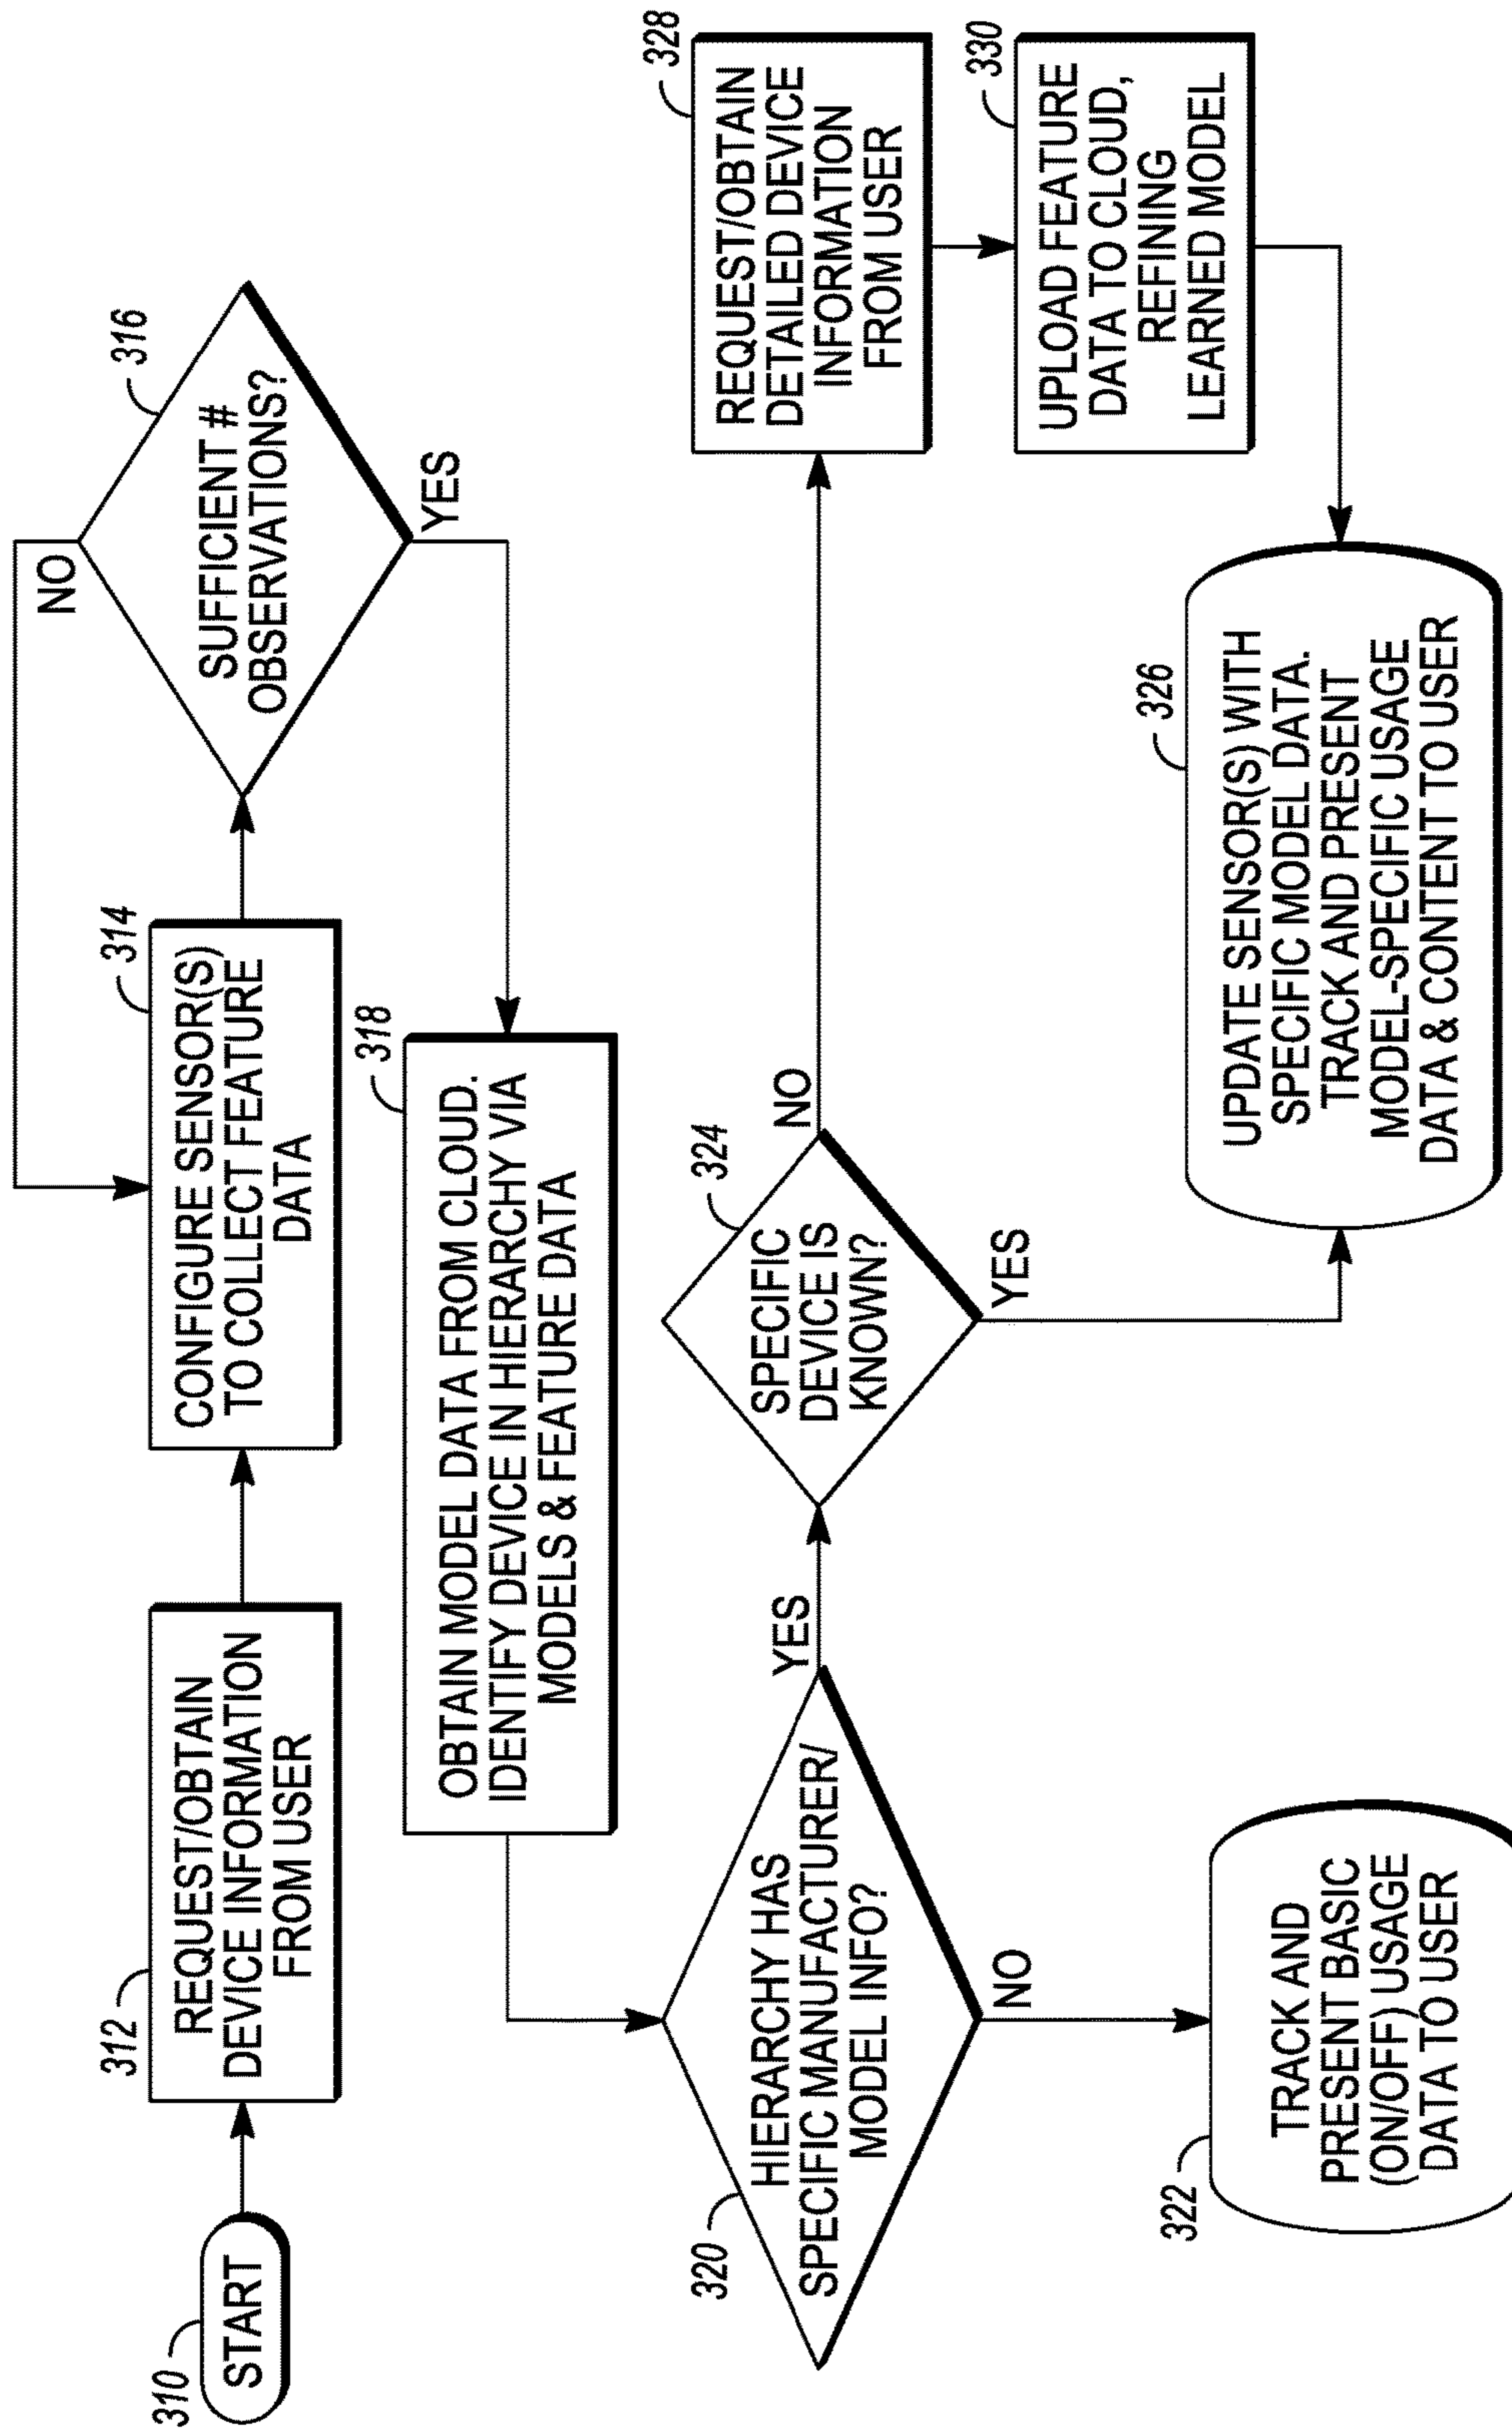 310
START
312
REQUEST/OBTAIN
DEVICE INFORMATION
FROM USER
314
CONFIGURE SENSOR(S)
TO COLLECT FEATURE
DATA
316
SUFFICIENT #
OBSERVATIONS?
NO
YES
318
OBTAIN MODEL DATA FROM CLOUD.
IDENTIFY DEVICE IN HIERARCHY VIA
MODELS & FEATURE DATA
320
HIERARCHY HAS
SPECIFIC MANUFACTURER/
MODEL INFO?
YES
NO
322
TRACK AND
PRESENT BASIC
(ON/OFF) USAGE
DATA TO USER
324
SPECIFIC
DEVICE IS
KNOWN?
NO
YES
328
REQUEST/OBTAIN
DETAILED DEVICE
INFORMATION
FROM USER
330
UPLOAD FEATURE
DATA TO CLOUD,
REFINING
LEARNED MODEL
326
UPDATE SENSOR(S) WITH
SPECIFIC MODEL DATA.
TRACK AND PRESENT
MODEL-SPECIFIC USAGE
DATA & CONTENT TO USER